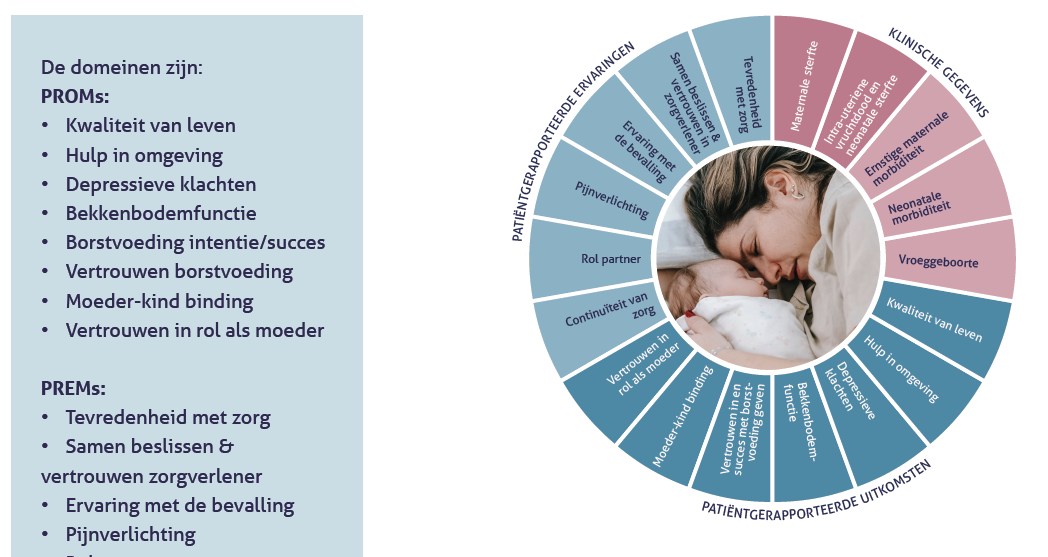 De domeinen zijn:
PROMs:
• Kwaliteit van leven
• Hulp in omgeving
• Depressieve klachten
• Bekkenbodemfunctie
• Borstvoeding intentie/succes
• Vertrouwen borstvoeding
• Moeder-kind binding
• Vertrouwen in rol als moeder
PREMs:
• Tevredenheid met zorg
• Samen beslissen &
vertrouwen zorgverlener
• Ervaring met de bevalling
• Pijnverlichting
KLINISCHE GEGEVENS
Maternale sterfte
Intra-uteriene
vruchtdood en
neonatale sterfte
Ernstige maternale
morbiditeit
Neonatale
morbiditeit
Vroeggeboorte
Kwaliteit van leven
Hulp in omgeving
Depressieve
klachten
Bekkenbodem-
functie
Vertrouwen in en
succes met borst-
voeding geven
Moeder-kind binding
Vertrouwen in
rol als moeder
PATIËNTGERAPPORTEERDE UITKOMSTEN
Continuïteit van
zorg
Rol partner
Pijnverlichting
Ervaring met
de bevalling
Samen beslissen &
vertrouwen in
zorgverlener
Tevredenheid
met zorg
PATIËNTGERAPPORTEERDE ERVARINGEN